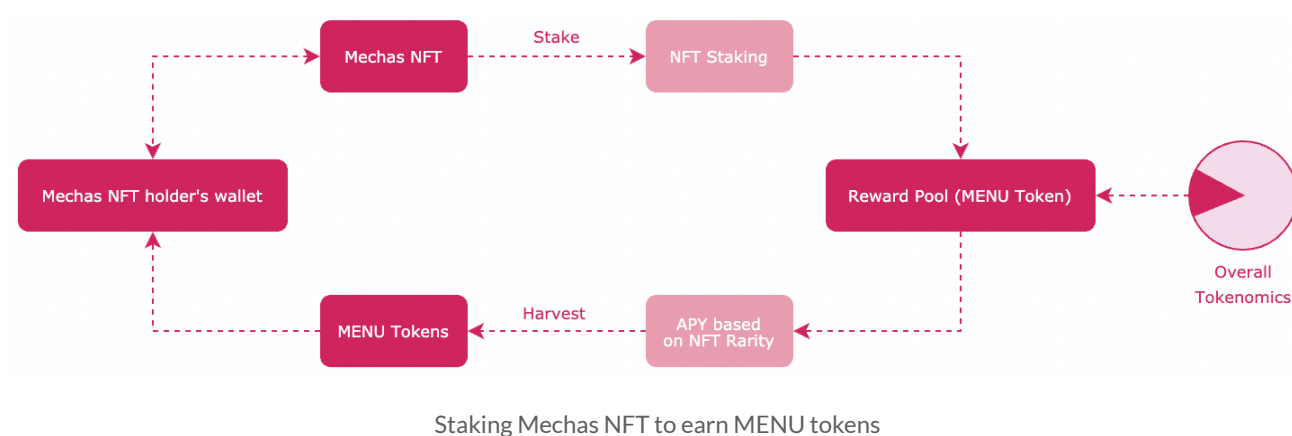 Mechas NFT
Stake
NFT Staking
Mechas NFT holder's wallet
Reward Pool (MENU Token)
Overall
Tokenomics
MENU Tokens
Harvest
APY based
on NFT Rarity
Staking Mechas NFT to earn MENU tokens